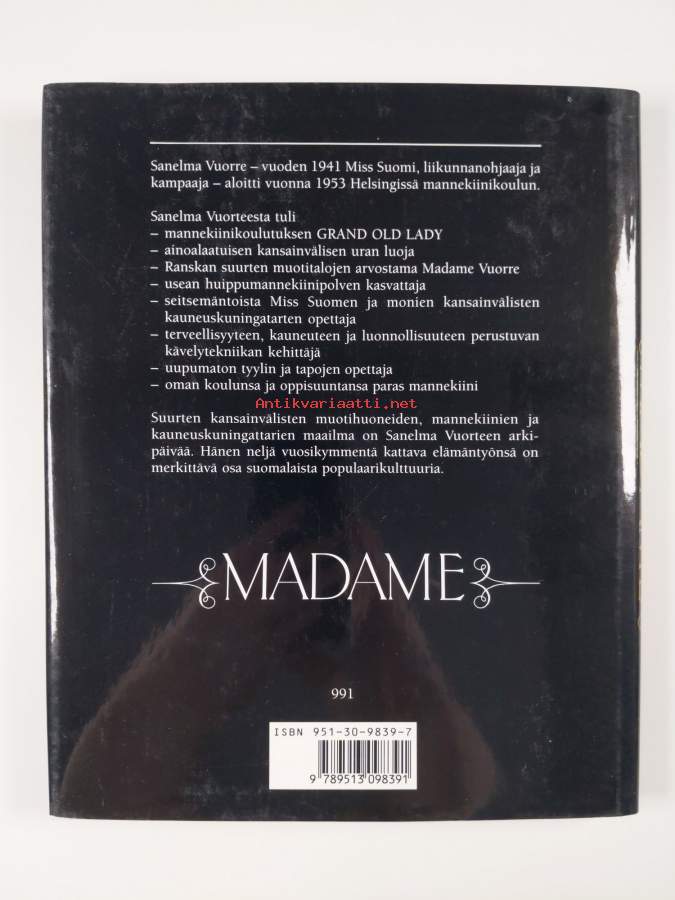 Sanelma Vuorre – vuoden 1941 Miss Suomi, liikunnanohjaaja ja
kampaaja – aloitti vuonna 1953 Helsingissä mannekiinikoulun.
Sanelma Vuorteesta tuli
– mannekiinikoulutuksen GRAND OLD LADY
– ainoalaatuisen kansainvälisen uran luoja
– Ranskan suurten muotitalojen arvostama Madame Vuorre
– usean huippumannekiinipolven kasvattaja
– seitsemäntoista Miss Suomen ja monien kansainvälisten
kauneuskuningatarten opettaja
– terveellisyyteen, kauneuteen ja luonnollisuuteen perustuvan
kävelytekniikan kehittäjä
– uupumaton tyylin ja tapojen opettaja
– oman koulunsa ja oppisuuntansa paras mannekiini
Antikvariaatti.net
Suurten kansainvälisten muotihuoneiden, mannekiinien ja
kauneuskuningattarien maailma on Sanelma Vuorteen arki-
päivää. Hänen neljä vuosikymmentä kattava elämäntyönsä on
merkittävä osa suomalaista populaarikulttuuria.
MADAME
991
ISBN 951-30-9839-7
9 789513 098391